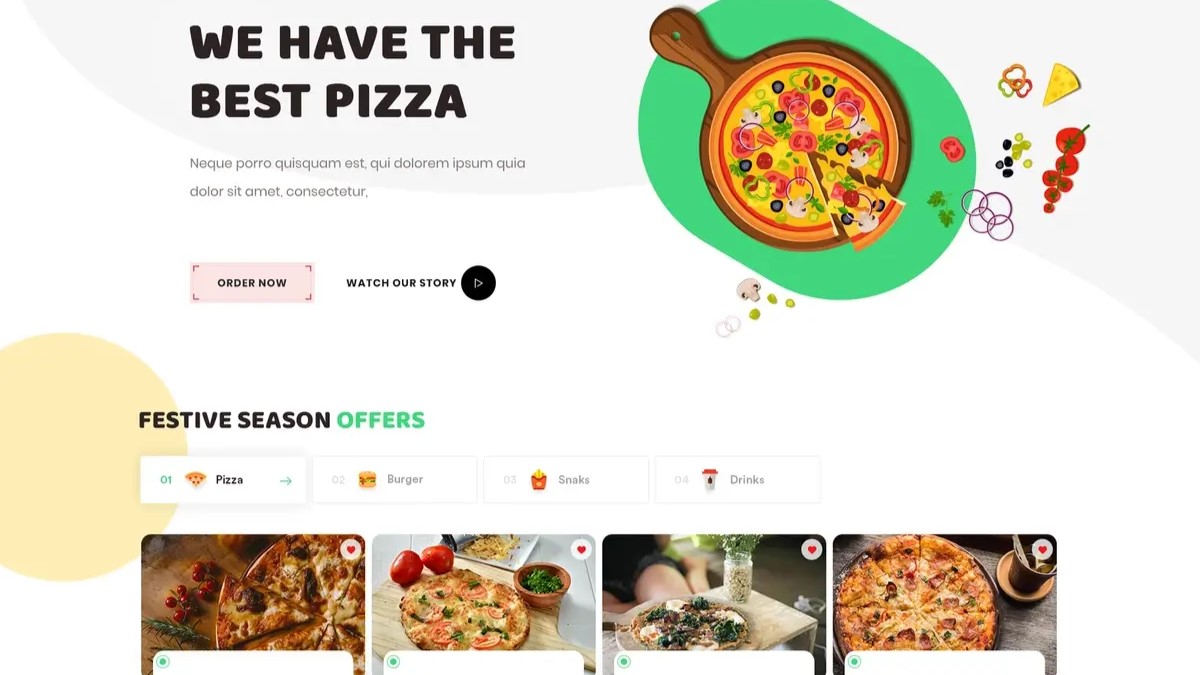 WE HAVE THE
BEST PIZZA
Neque porro quisquam est, qui dolorem ipsum quia
dolor sit amet, consectetur,
ORDER NOW WATCH OUR STORY
FESTIVE SEASON OFFERS
01 Pizza 02 Burger 03 Snaks 04 Drinks